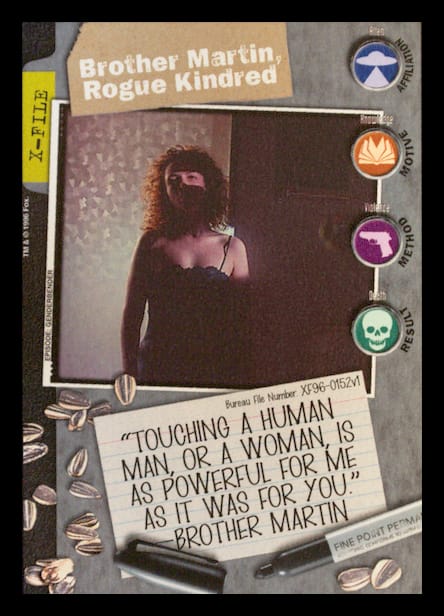 Brother Martin,
Rogue Kindred
X-FILE
TM & © 1996 Fox.
EPISODE: GENDERBENDER
Alien
AFFILIATION
Knowledge
MOTIVE
Violence
METHOD
Death
RESULT
Bureau File Number: XF96-0152v1
“TOUCHING A HUMAN
MAN, OR A WOMAN, IS
AS POWERFUL FOR ME
AS IT WAS FOR YOU.”
-BROTHER MARTIN
FINE POINT PERMA